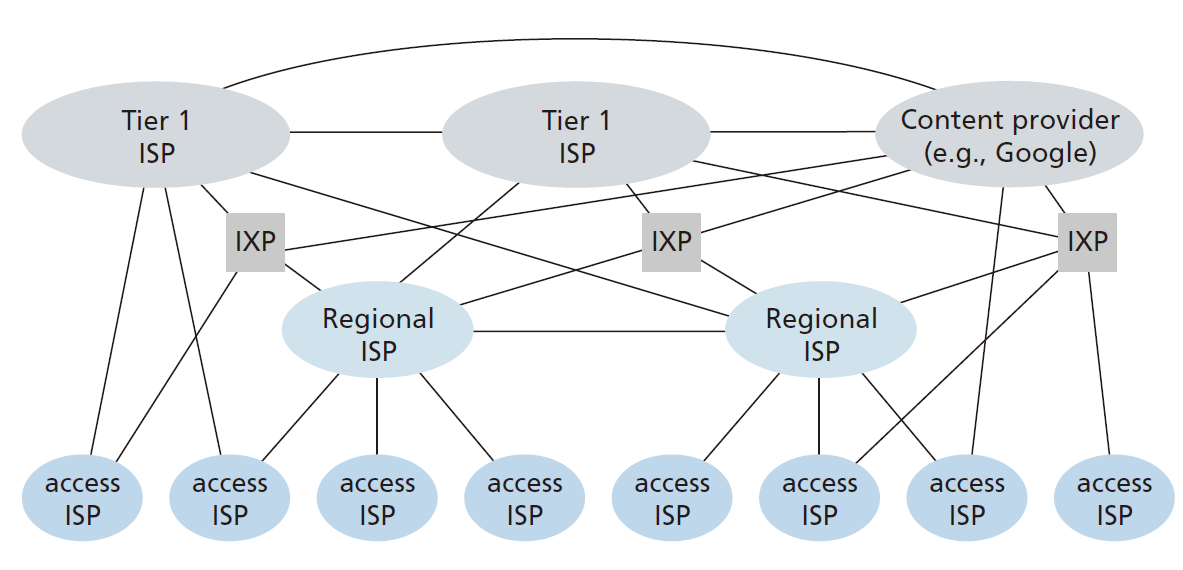 Tier 1
ISP
Tier 1
ISP
Content provider
(e.g., Google)
IXP
IXP
IXP
Regional
ISP
Regional
ISP
access
ISP
access
ISP
access
ISP
access
ISP
access
ISP
access
ISP
access
ISP
access
ISP